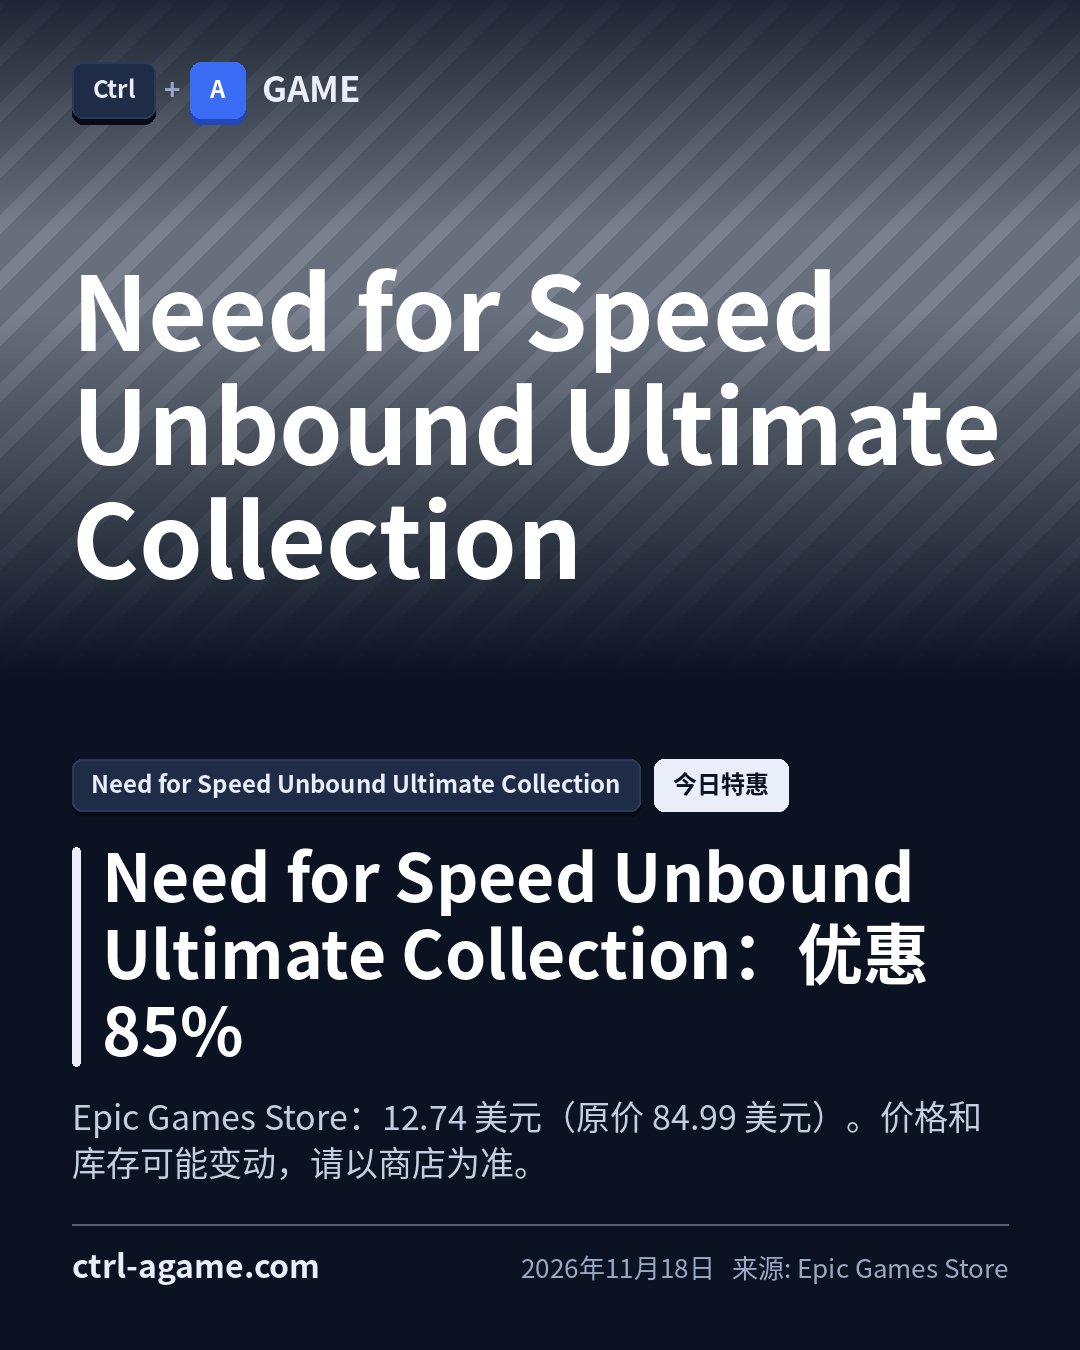 Ctrl + A GAME
Need for Speed
Unbound Ultimate
Collection
Need for Speed Unbound Ultimate Collection 今日特惠
Need for Speed Unbound
Ultimate Collection：优惠
85%
Epic Games Store：12.74 美元（原价 84.99 美元）。价格和
库存可能变动，请以商店为准。
ctrl-agame.com 2026年11月18日 来源: Epic Games Store